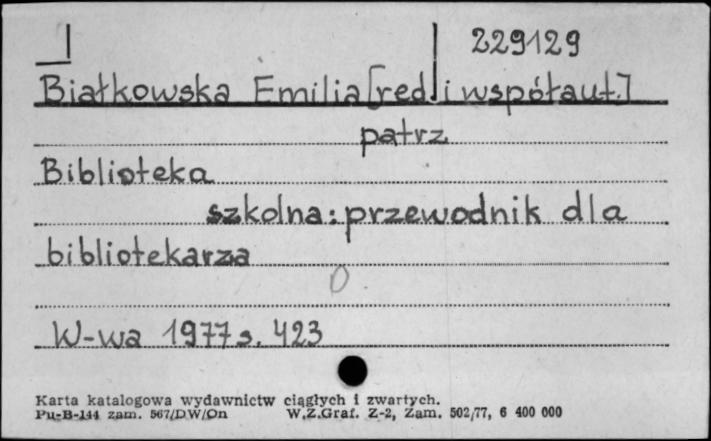 229129
Białkowska Emilia [red. i współaut.]
patrz
Biblioteka
szkolna: przewodnik dla
bibliotekarza
0
W-wa 1977 s. 423
Karta katalogowa wydawnictw ciągłych i zwartych.
Pu-B-144 zam. 567/DW/On W.Z.Graf. Z-2, Zam. 502/77, 6 400 000